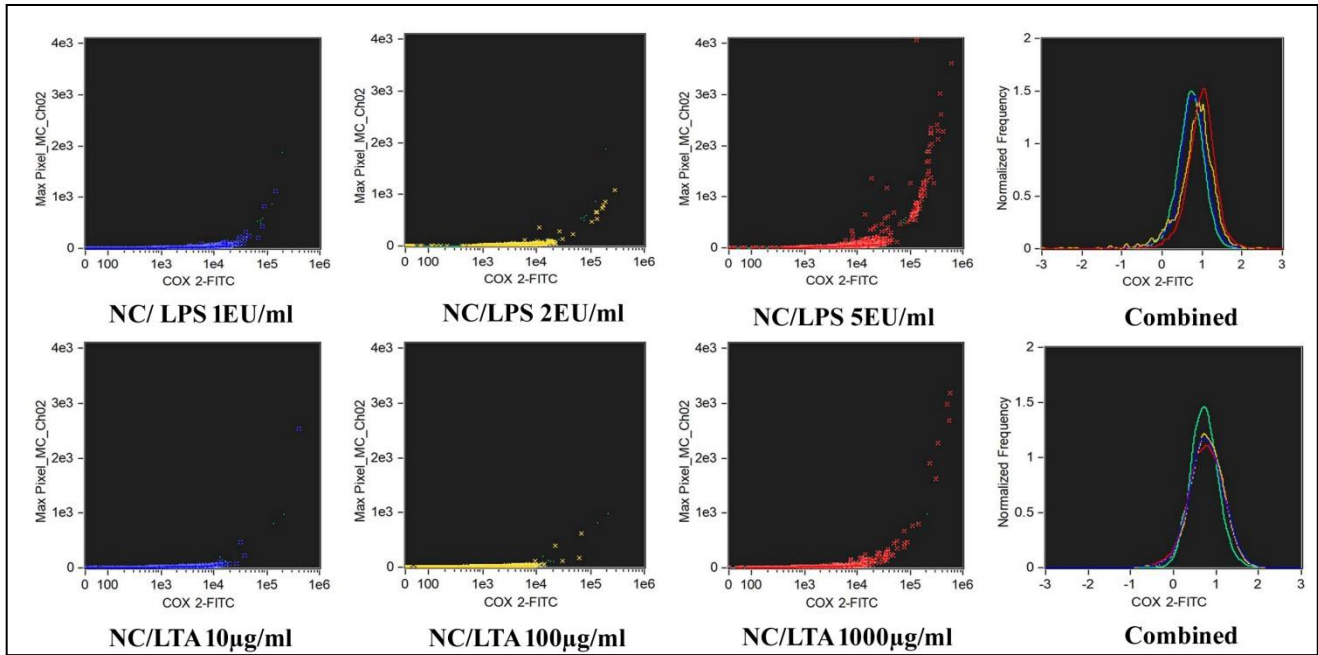 4e3
3e3
2e3
1e3
0
Max Pixel_MC_Ch02
0 100 1e3 1e4 1e5 1e6
COX 2-FITC
NC/ LPS 1EU/ml
4e3
3e3
2e3
1e3
0
Max Pixel_MC_Ch02
0 100 1e3 1e4 1e5 1e6
COX 2-FITC
NC/LPS 2EU/ml
4e3
3e3
2e3
1e3
0
Max Pixel_MC_Ch02
0 100 1e3 1e4 1e5 1e6
COX 2-FITC
NC/LPS 5EU/ml
2
1.5
1
0.5
0
Normalized Frequency
-3 -2 -1 0 1 2 3
COX 2-FITC
Combined
4e3
3e3
2e3
1e3
0
Max Pixel_MC_Ch02
0 100 1e3 1e4 1e5 1e6
COX 2-FITC
NC/LTA 10µg/ml
4e3
3e3
2e3
1e3
0
Max Pixel_MC_Ch02
0 100 1e3 1e4 1e5 1e6
COX 2-FITC
NC/LTA 100µg/ml
4e3
3e3
2e3
1e3
0
Max Pixel_MC_Ch02
0 100 1e3 1e4 1e5 1e6
COX 2-FITC
NC/LTA 1000µg/ml
2
1.5
1
0.5
0
Normalized Frequency
-3 -2 -1 0 1 2 3
COX 2-FITC
Combined